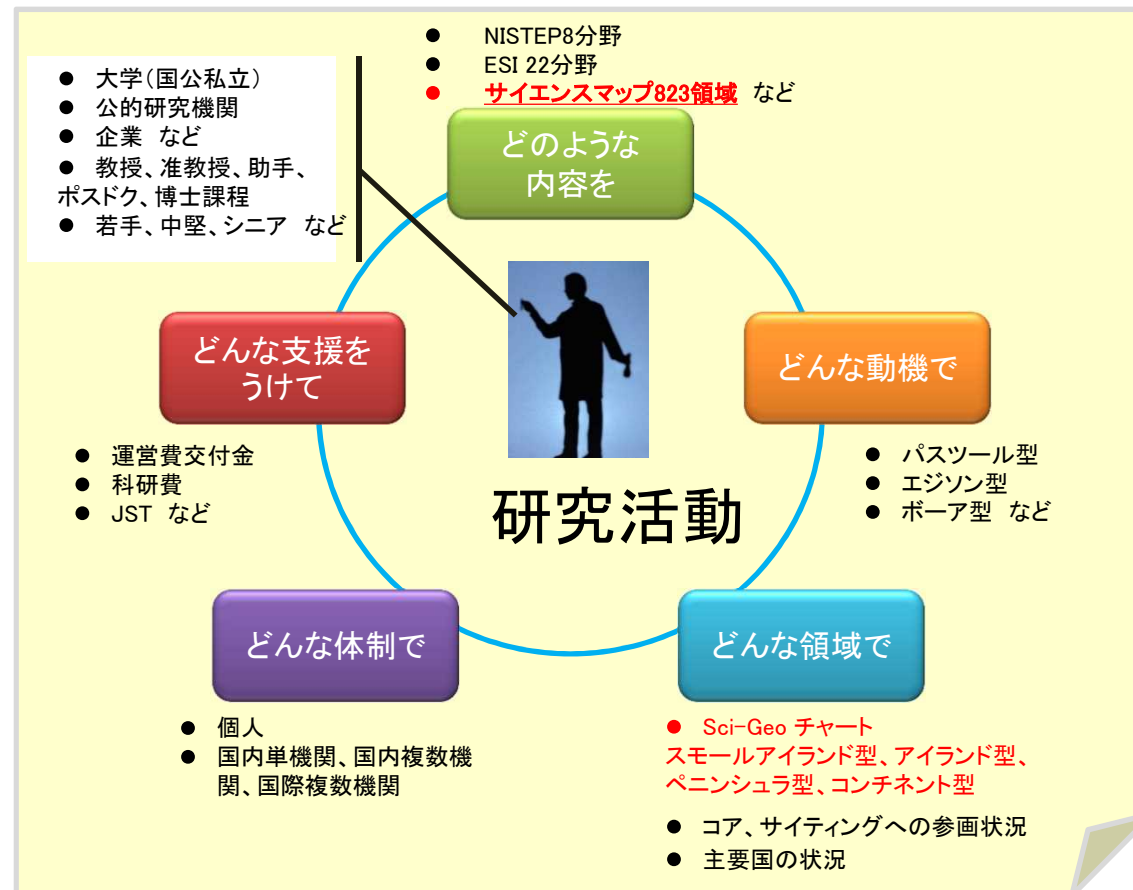 ● NISTEP8分野
● ESI 22分野
● サイエンスマップ823領域 など
● 大学（国公私立）
● 公的研究機関
● 企業 など
● 教授、准教授、助手、
ポスドク、博士課程
● 若手、中堅、シニア など
どのような
内容を
どんな支援を
うけて
● 運営費交付金
● 科研費
● JST など
どんな動機で
● パスツール型
● エジソン型
● ボーア型 など
研究活動
どんな体制で
● 個人
● 国内単機関、国内複数機
関、国際複数機関
どんな領域で
● Sci-Geo チャート
スモールアイランド型、アイランド型、
ペニンシュラ型、コンチネント型
● コア、サイティングへの参画状況
● 主要国の状況